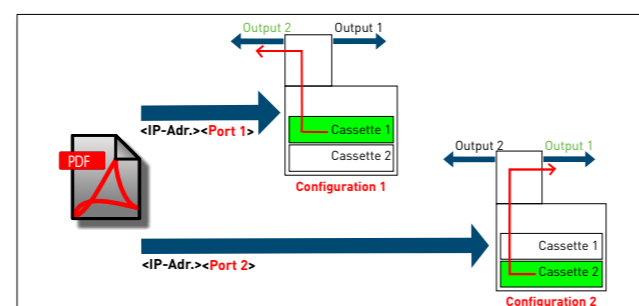 Output 2
Output 1
<IP-Adr.><Port 1>
Cassette 1
Cassette 2
Configuration 1
PDF
Output 2
Output 1
Cassette 1
<IP-Adr.><Port 2>
Cassette 2
Configuration 2